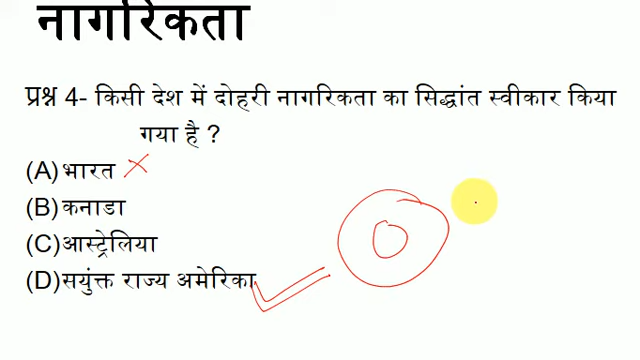 नागरिकता
प्रश्न 4- किसी देश में दोहरी नागरिकता का सिद्धांत स्वीकार किया
गया है ?
(A) भारत
(B) कनाडा
(C) आस्ट्रेलिया
(D) सयुंक्त राज्य अमेरिका